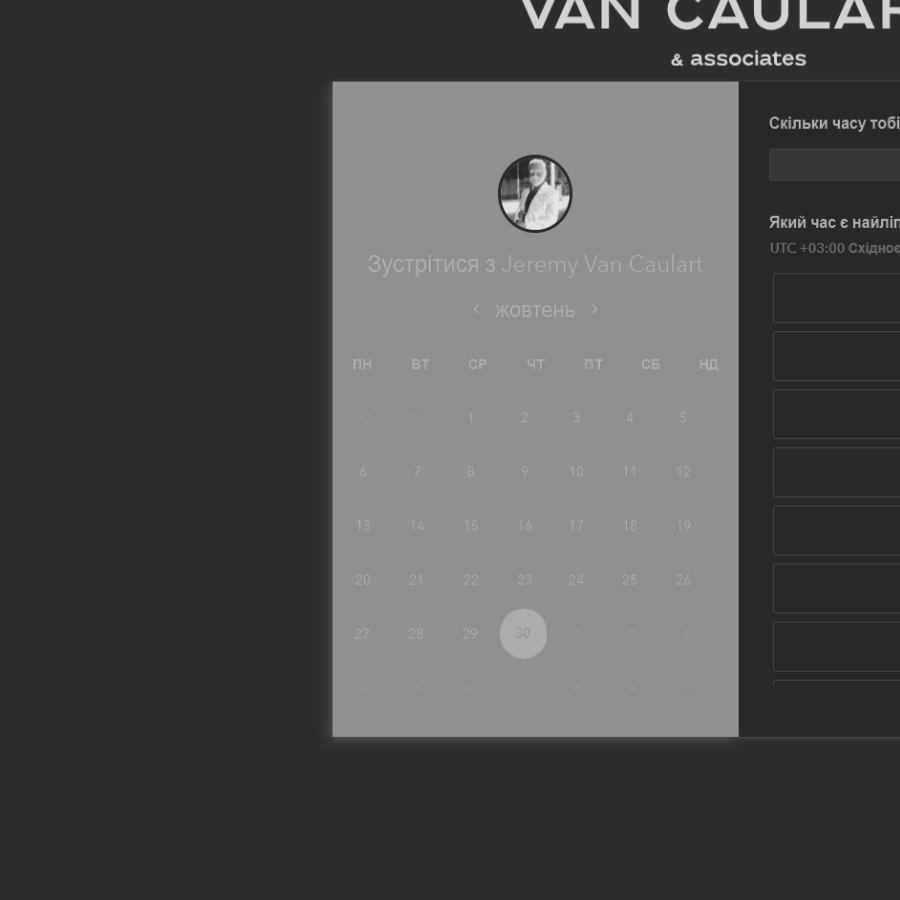 VAN CAULAR
& associates
Зустрітися з Jeremy Van Caulart
жовтень
ПН ВТ СР ЧТ ПТ СБ НД
30 31 1 2 3 4 5
6 7 8 9 10 11 12
13 14 15 16 17 18 19
20 21 22 23 24 25 26
27 28 29 30 1 2 3
4 5 6 7 8 9 10
Скільки часу тобі
Який час є найліп
UTC +03:00 Східноє